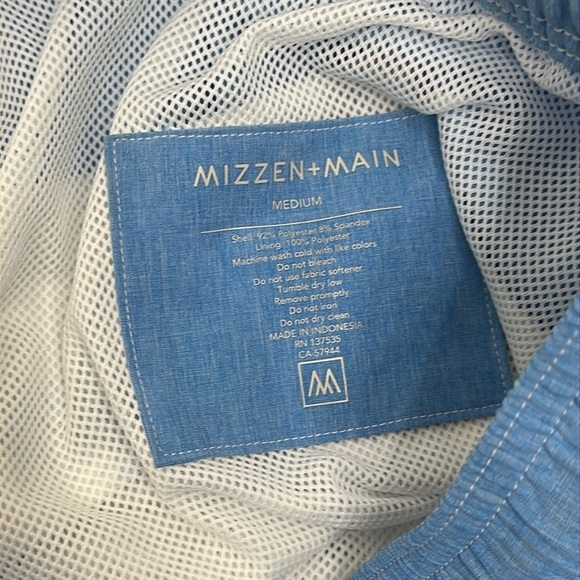 MIZZEN+MAIN
MEDIUM
Shell: 92% Polyester 8% Spandex
Lining: 100% Polyester
Machine wash cold with like colors
Do not bleach
Do not use fabric softener
Tumble dry low
Remove promptly
Do not iron
Do not dry clean
MADE IN INDONESIA
RN 137535
CA-57944
M